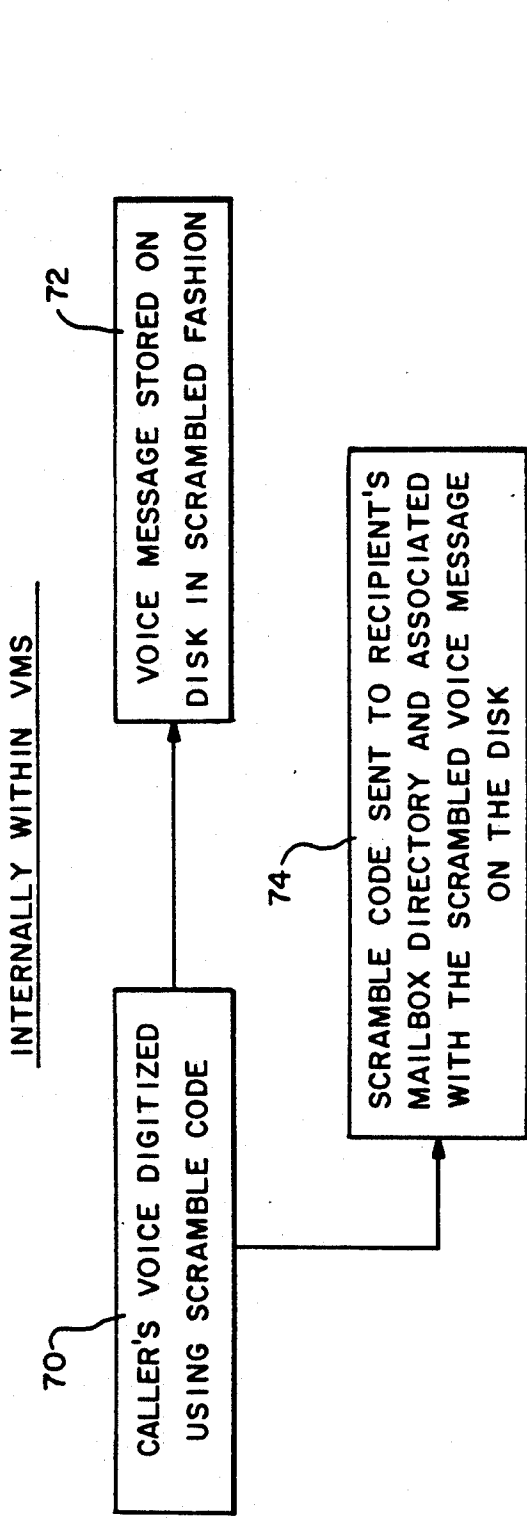 INTERNALLY WITHIN VMS
70
CALLER'S VOICE DIGITIZED
USING SCRAMBLE CODE
72
VOICE MESSAGE STORED ON
DISK IN SCRAMBLED FASHION
74
SCRAMBLE CODE SENT TO RECIPIENT'S
MAILBOX DIRECTORY AND ASSOCIATED
WITH THE SCRAMBLED VOICE MESSAGE
ON THE DISK